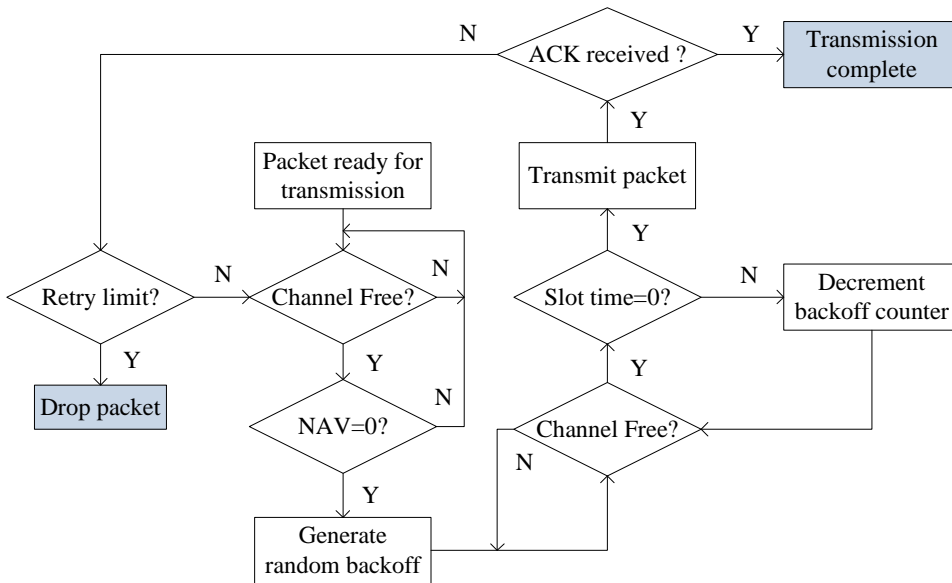 N
ACK received ?
Y
Transmission
complete
Y
Packet ready for
transmission
Transmit packet
Y
Retry limit?
N
Channel Free?
N
Slot time=0?
N
Decrement
backoff counter
Y
Y
Y
Drop packet
NAV=0?
N
Channel Free?
N
Y
Generate
random backoff